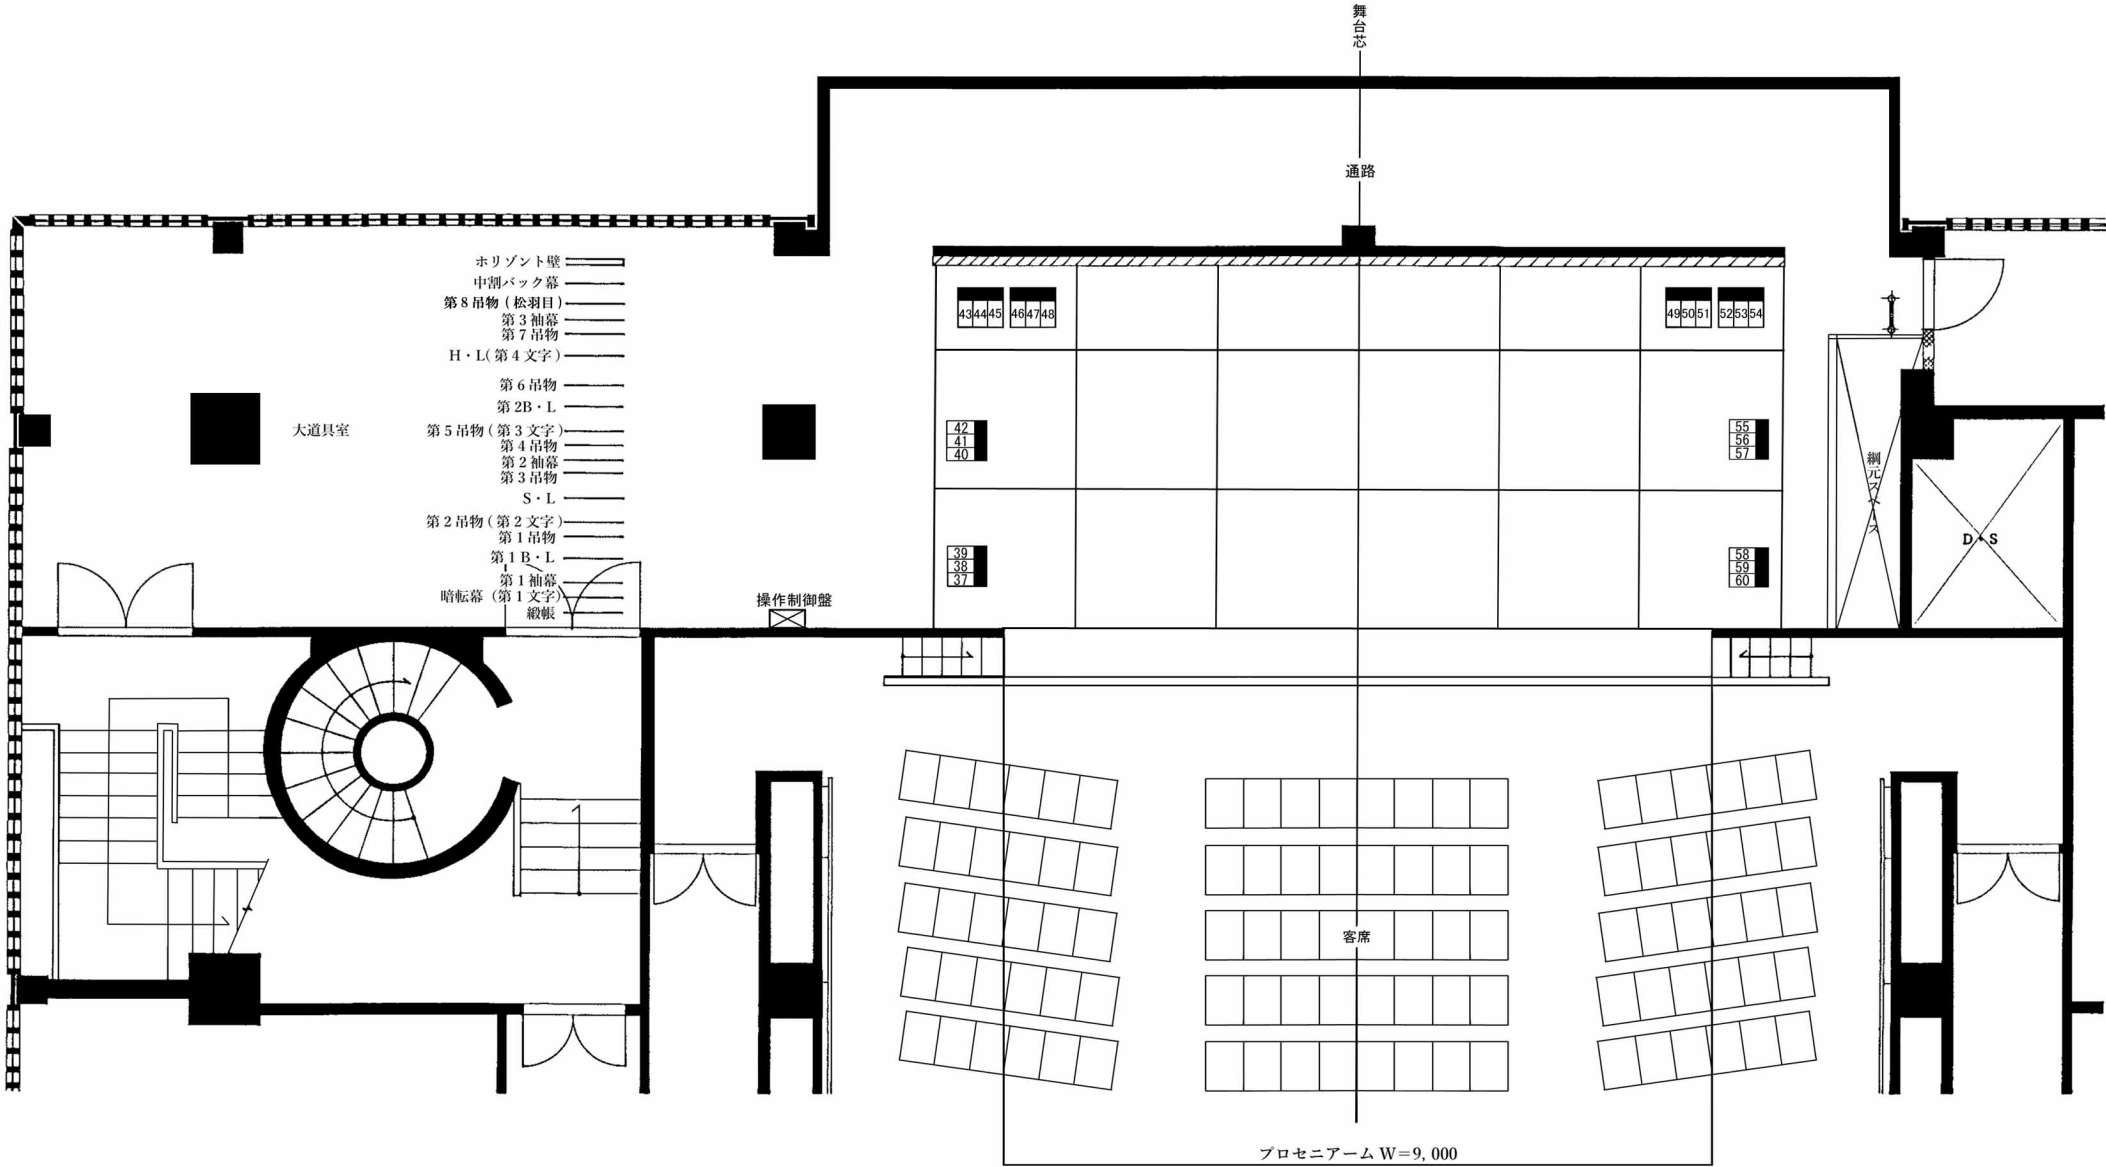 舞台芯
通路
ホリゾント壁
中割バック幕
第8吊物(松羽目)
第3袖幕
第7吊物
H・L(第4文字)
第6吊物
第2B・L
第5吊物(第3文字)
第4吊物
第2袖幕
第3吊物
S・L
第2吊物(第2文字)
第1吊物
第1B・L
第1袖幕
暗転幕(第1文字)
緞帳
大道具室
操作制御盤
43 44 45 46 47 48
49 50 51 52 53 54
42
41
40
55
56
57
39
38
37
58
59
60
綱元スペース
D・S
客席
プロセニアーム W=9,000